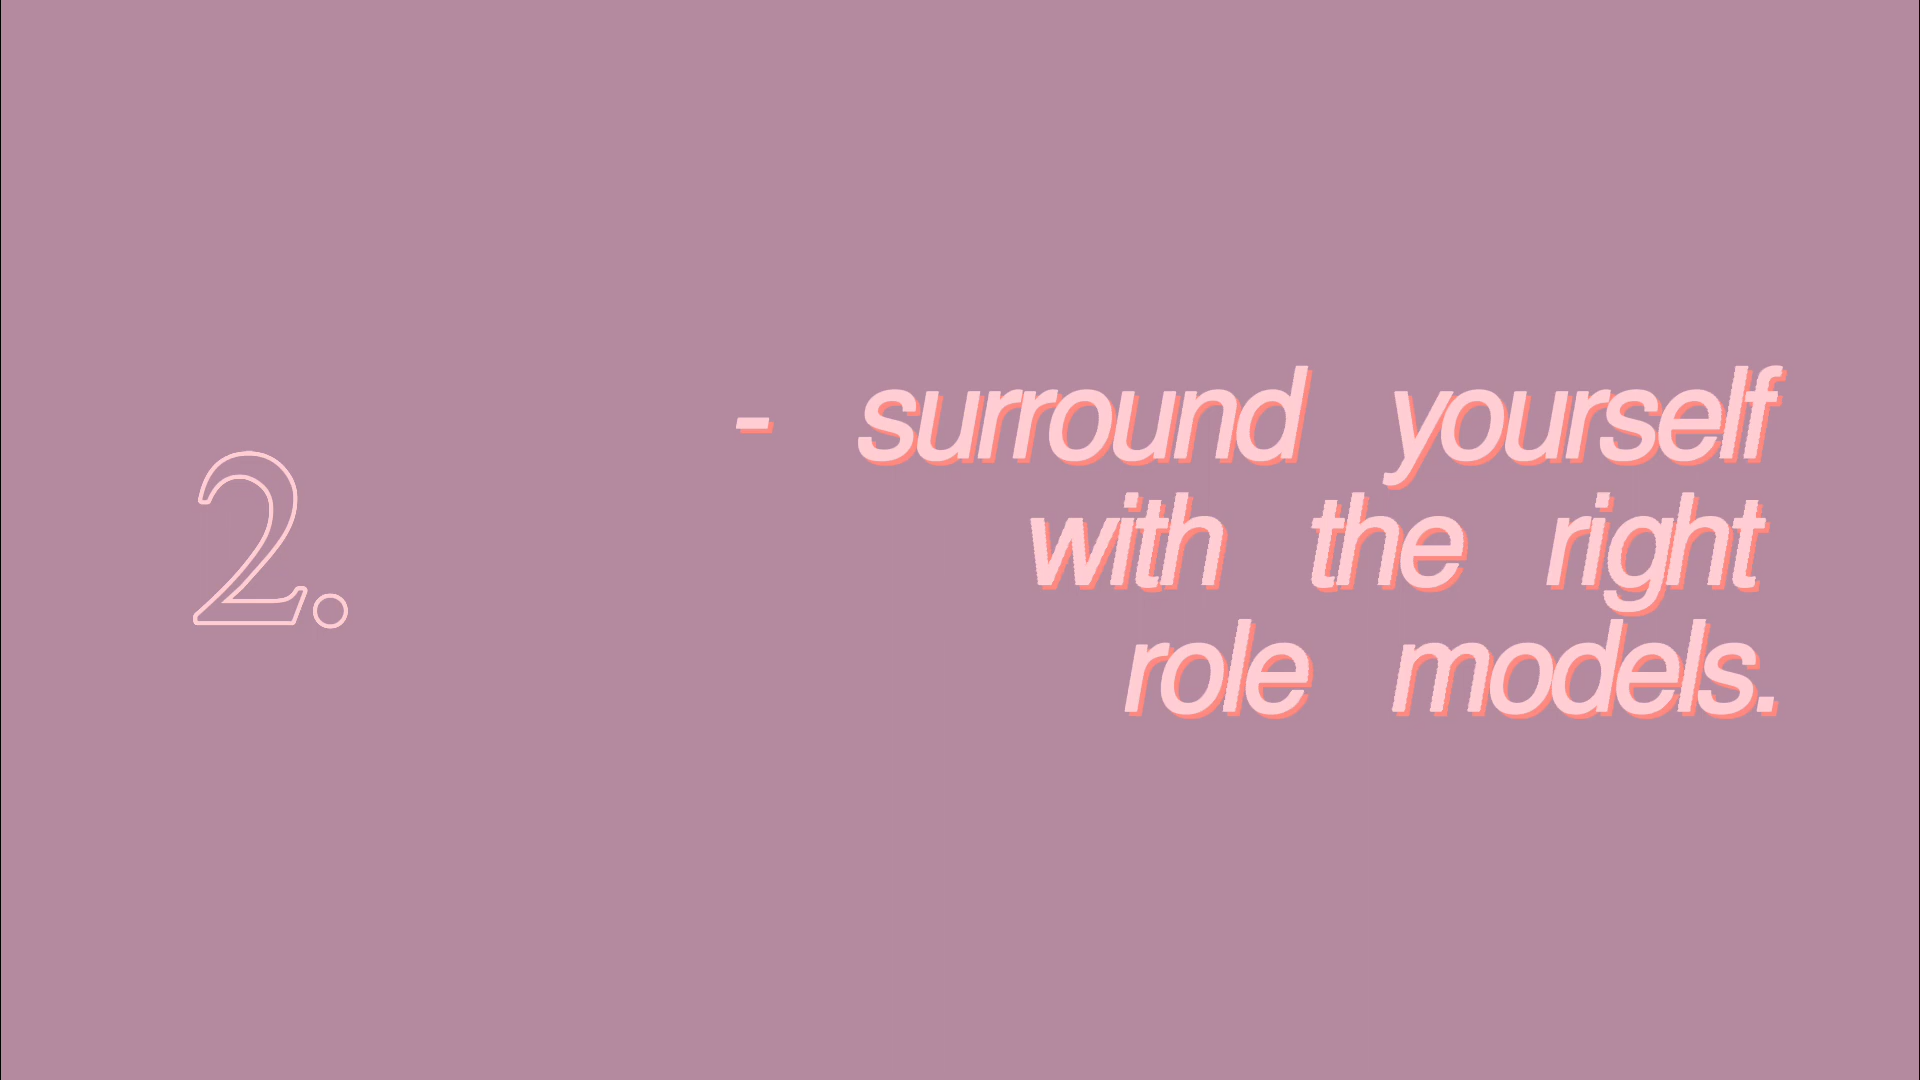 2.
- surround yourself
with the right
role models.